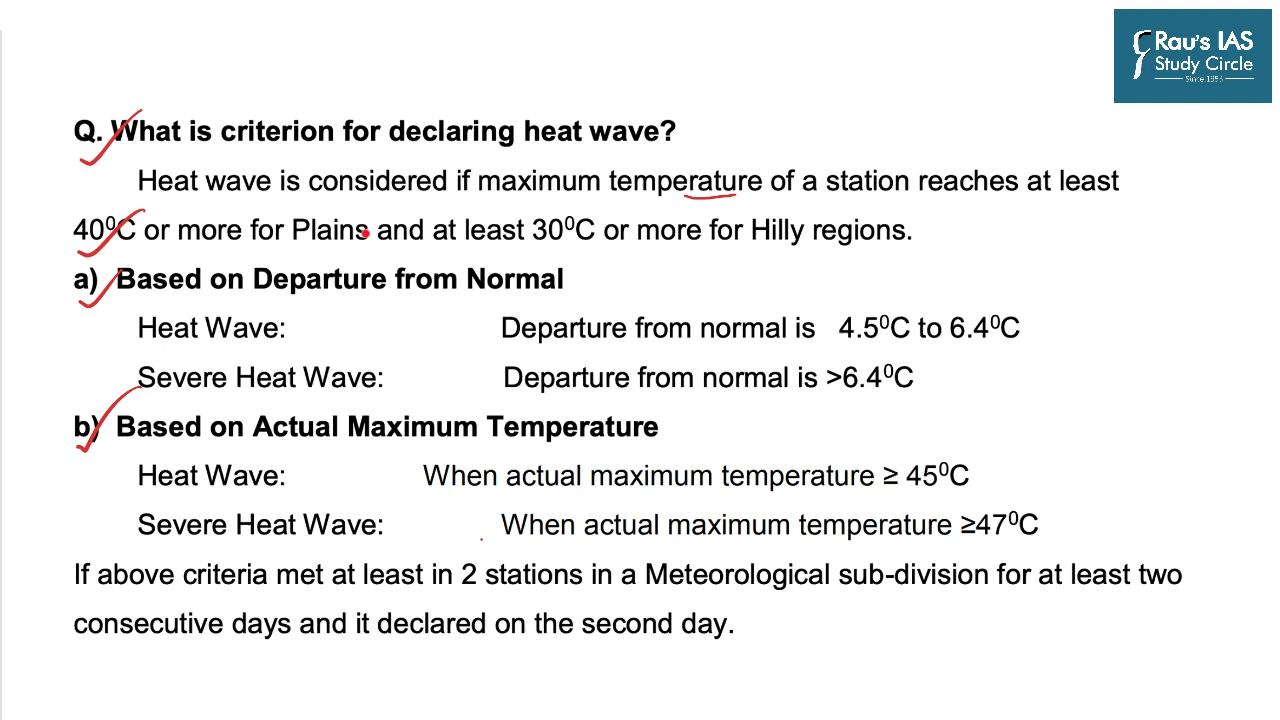 Rau's IAS
Study Circle
Since 1953
Q. What is criterion for declaring heat wave?
Heat wave is considered if maximum temperature of a station reaches at least
40⁰C or more for Plains and at least 30⁰C or more for Hilly regions.
a) Based on Departure from Normal
Heat Wave: Departure from normal is 4.5⁰C to 6.4⁰C
Severe Heat Wave: Departure from normal is >6.4⁰C
b) Based on Actual Maximum Temperature
Heat Wave: When actual maximum temperature ≥ 45⁰C
Severe Heat Wave: When actual maximum temperature ≥47⁰C
If above criteria met at least in 2 stations in a Meteorological sub-division for at least two
consecutive days and it declared on the second day.